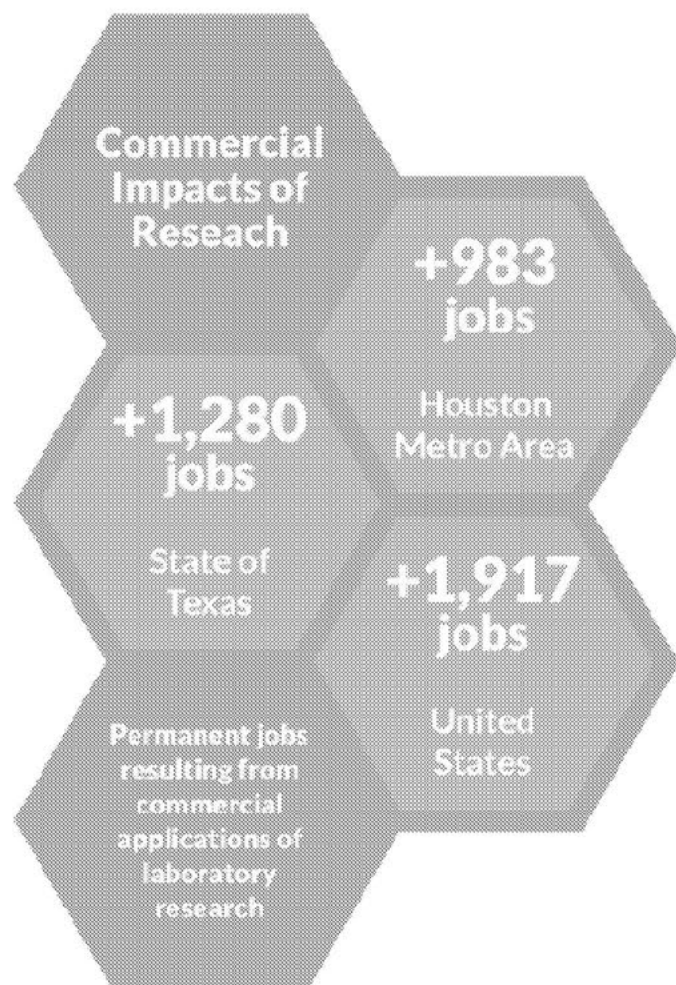 Commercial
Impacts of
Reseach
+983
jobs
Houston
Metro Area
+1,280
jobs
State of
Texas
+1,917
jobs
United
States
Permanent jobs
resulting from
commercial
applications of
laboratory
research